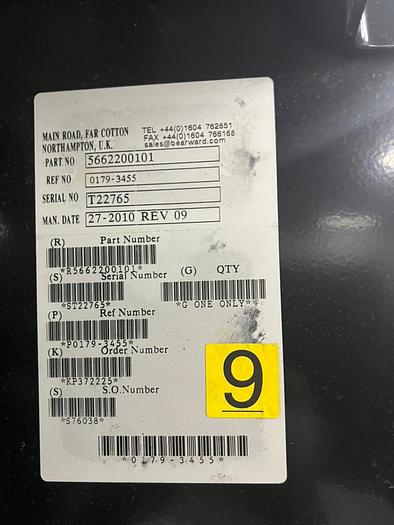 MAIN ROAD, FAR COTTON
NORTHAMPTON, U.K.
TEL +44(0)1604 762851
FAX +44(0)1604 766168
sales@bearward.com
PART NO 5662200101
REF NO 0179-3455
SERIAL NO T22765
MAN. DATE 27-2010 REV 09
(R) Part Number
*R5662200101*
(S) Serial Number
*ST22765*
(G) QTY
*G ONE ONLY*
(P) Ref Number
*P0179-3455*
(K) Order Number
*KP372225*
(S) S.O.Number
*S76038*
9
*0179-3455*